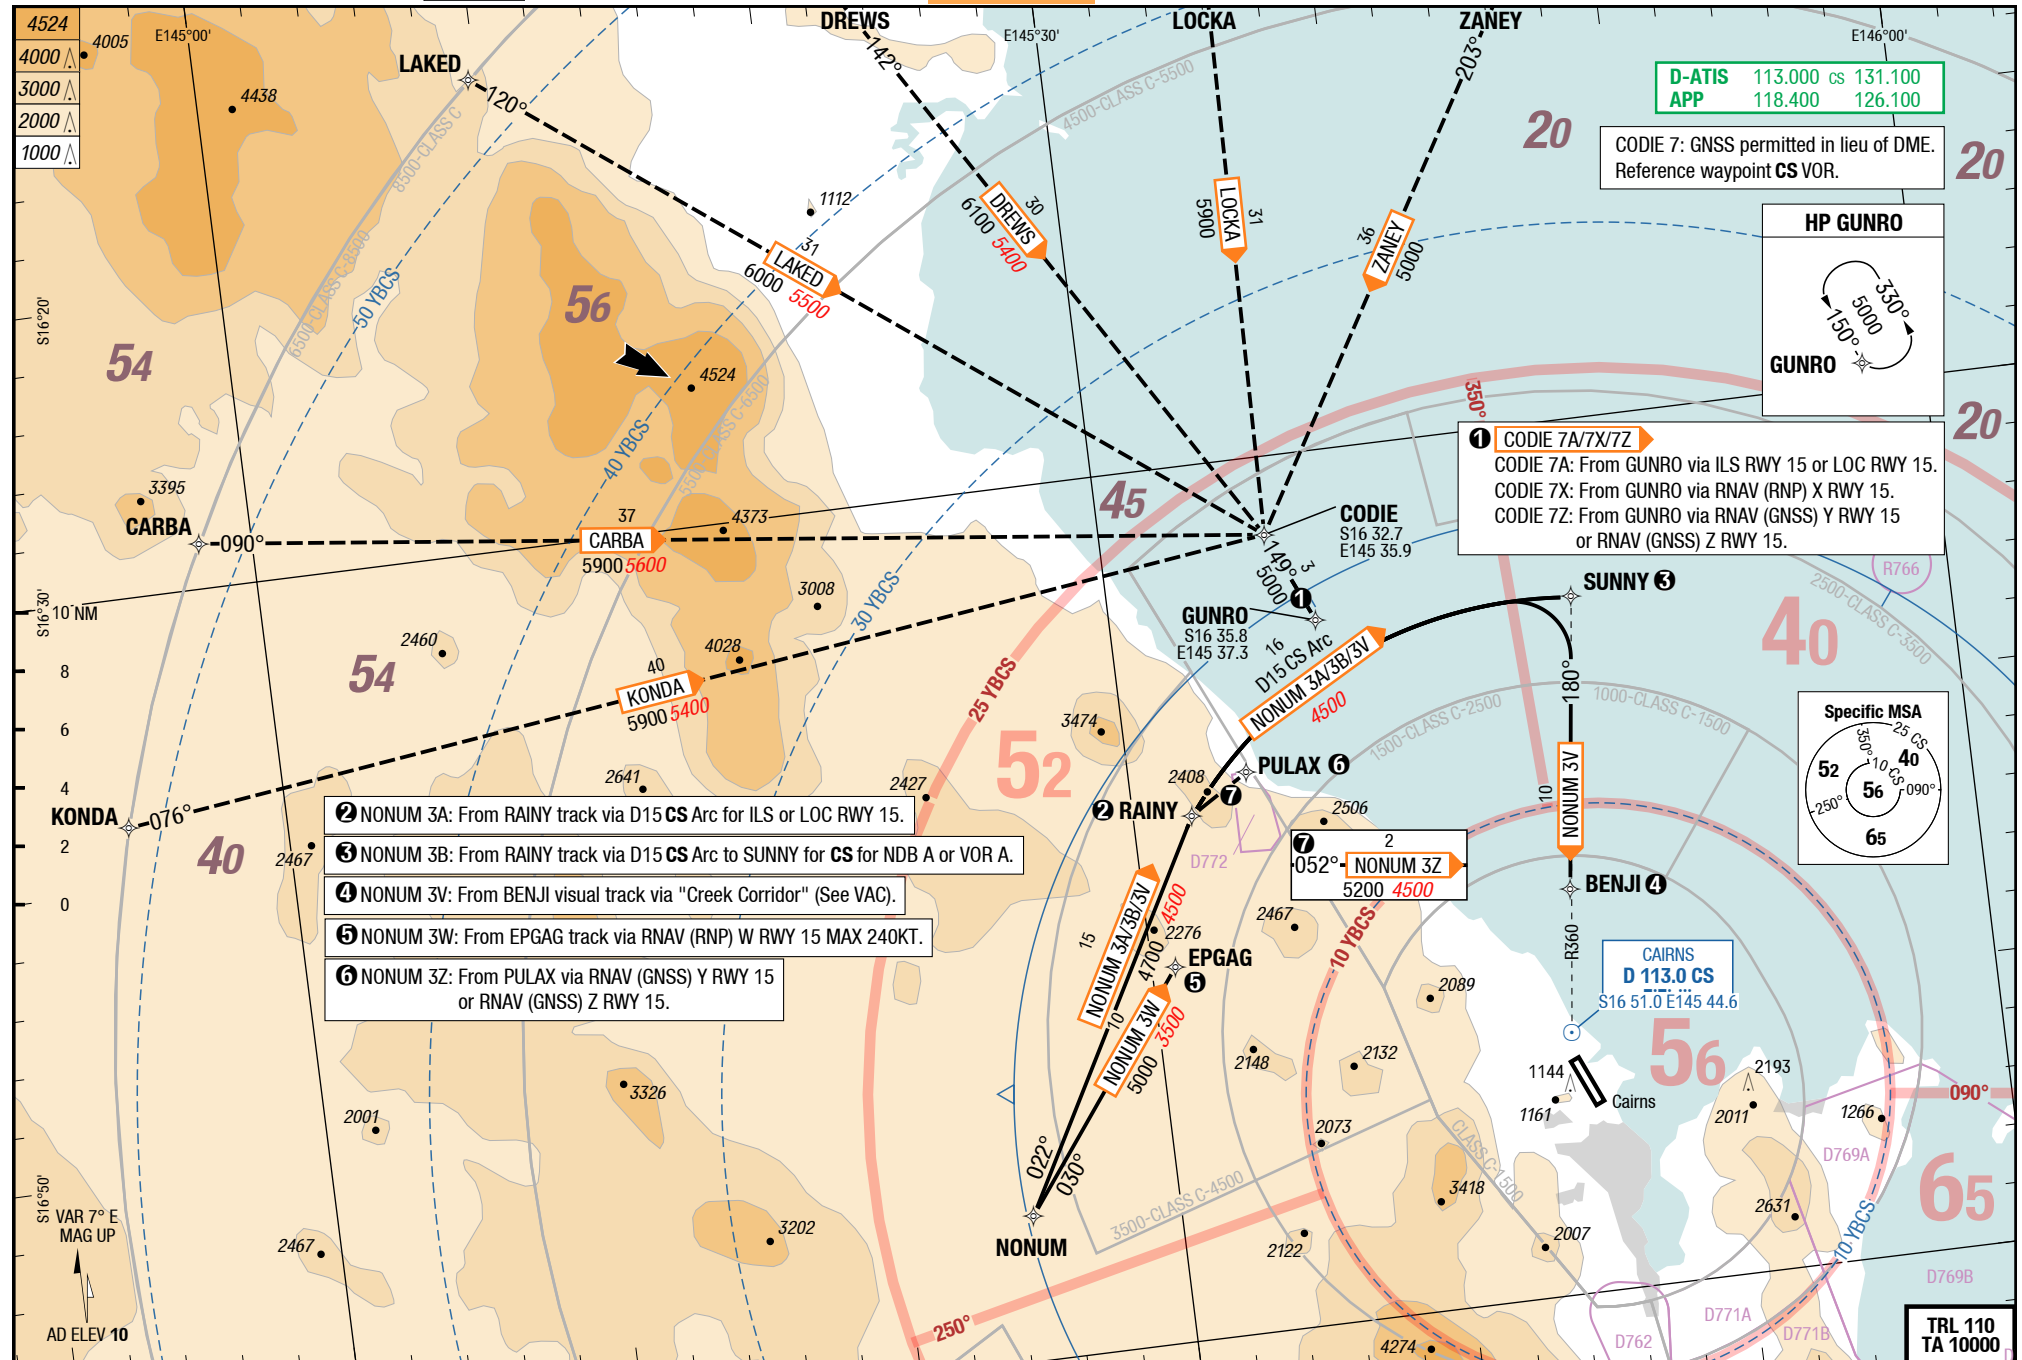 4524
4000
3000
2000
1000
4005
E145°00'
4438
LAKED
120°
DREWS
142°
LOCKA
E145°30'
ZANEY
203°
E146°00'
D-ATIS 113.000 CS 131.100
APP 118.400 126.100
CODIE 7: GNSS permitted in lieu of DME.
Reference waypoint CS VOR.
20
20
20
HP GUNRO
330°
5000
150°
GUNRO
8500-CLASS C
6500-CLASS C-8500
5500-CLASS C-6500
4500-CLASS C-5500
50 YBCS
40 YBCS
30 YBCS
1112
31
LAKED
6000 5500
30
DREWS
6100 5400
31
LOCKA
5900
36
ZANEY
5000
S16°20'
54
56
4524
45
350°
❶ CODIE 7A/7X/7Z
CODIE 7A: From GUNRO via ILS RWY 15 or LOC RWY 15.
CODIE 7X: From GUNRO via RNAV (RNP) X RWY 15.
CODIE 7Z: From GUNRO via RNAV (GNSS) Y RWY 15
or RNAV (GNSS) Z RWY 15.
3395
CARBA
090°
37
CARBA
5900 5600
4373
3008
CODIE
S16 32.7
E145 35.9
149°
3
5000
❶
GUNRO
S16 35.8
E145 37.3
SUNNY ❸
R766
2500-CLASS C-3500
40
S16°30'
10 NM
8
6
4
2
0
2460
54
4028
40
KONDA
5900 5400
25 YBCS
52
3474
16
D15 CS Arc
NONUM 3A/3B/3V
4500
180°
1000-CLASS C-1500
1500-CLASS C-2500
Specific MSA
25 CS
350°
10 CS
52
40
56
090°
250°
65
KONDA
076°
40
2467
2641
2427
2408
PULAX ❻
❷ RAINY
❼
D772
2506
❼
2
052°
NONUM 3Z
5200 4500
NONUM 3V
10
BENJI ❹
R360
❷ NONUM 3A: From RAINY track via D15 CS Arc for ILS or LOC RWY 15.
❸ NONUM 3B: From RAINY track via D15 CS Arc to SUNNY for CS for NDB A or VOR A.
❹ NONUM 3V: From BENJI visual track via "Creek Corridor" (See VAC).
❺ NONUM 3W: From EPGAG track via RNAV (RNP) W RWY 15 MAX 240KT.
❻ NONUM 3Z: From PULAX via RNAV (GNSS) Y RWY 15
or RNAV (GNSS) Z RWY 15.
15
NONUM 3A/3B/3V
4700 4500
2276
EPGAG
❺
10
NONUM 3W
5000 3500
2467
10 YBCS
2089
CAIRNS
D 113.0 CS
S16 51.0 E145 44.6
56
2148
2132
1144
1161
Cairns
2193
2011
1266
090°
3326
2001
2073
CLASS C-1500
D769A
022°
030°
NONUM
3500-CLASS C-4500
3418
2631
65
S16°50'
VAR 7° E
MAG UP
AD ELEV 10
2467
3202
2122
2007
10 YBCS
D769B
250°
4274
D762
D771A
D771B
TRL 110
TA 10000